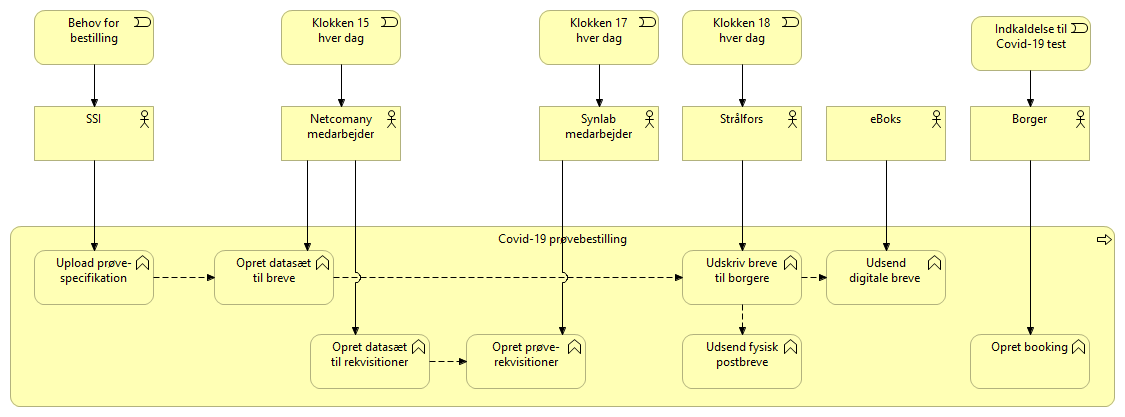 Behov for
bestilling
Klokken 15
hver dag
Klokken 17
hver dag
Klokken 18
hver dag
Indkaldelse til
Covid-19 test
SSI
Netcomany
medarbejder
Synlab
medarbejder
Strålfors
eBoks
Borger
Covid-19 prøvebestilling
Upload prøve-
specifikation
Opret datasæt
til breve
Udskriv breve
til borgere
Udsend
digitale breve
Opret datasæt
til rekvisitioner
Opret prøve-
rekvisitioner
Udsend fysisk
postbreve
Opret booking